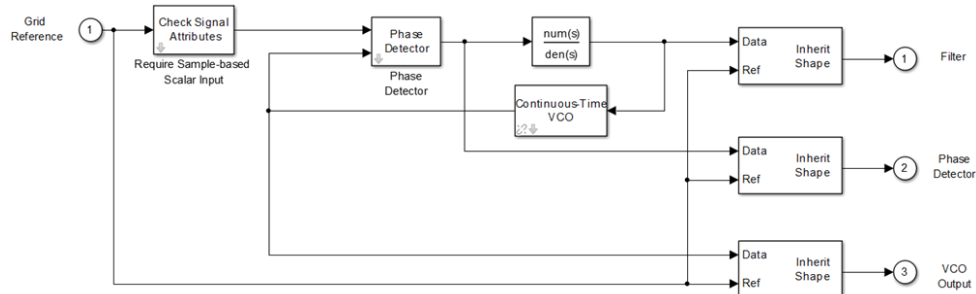 Grid
Reference
1
Check Signal
Attributes
Require Sample-based
Scalar Input
Phase
Detector
Phase
Detector
num(s)
den(s)
Continuous-Time
VCO
Data
Ref
Inherit
Shape
1
Filter
Data
Ref
Inherit
Shape
2
Phase
Detector
Data
Ref
Inherit
Shape
3
VCO
Output